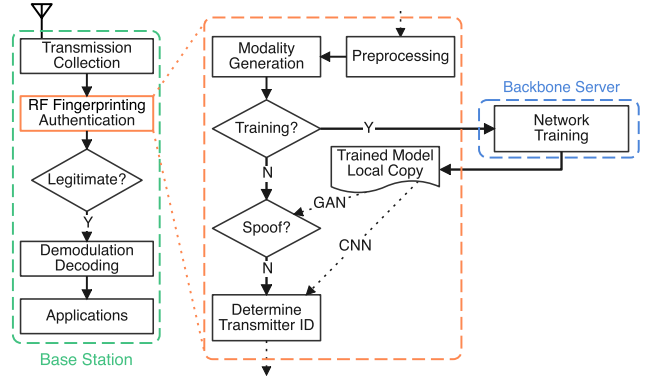 Transmission
Collection
RF Fingerprinting
Authentication
Legitimate?
Y
Demodulation
Decoding
Applications
Base Station
Modality
Generation
Preprocessing
Training?
Y
N
Trained Model
Local Copy
GAN
Spoof?
CNN
N
Determine
Transmitter ID
Backbone Server
Network
Training